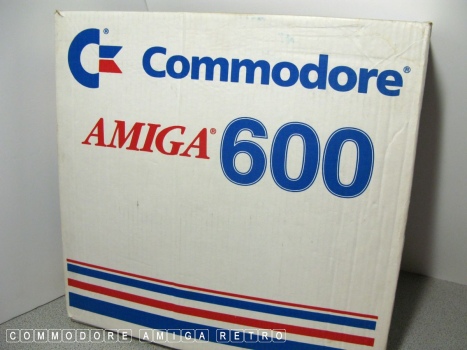 Commodore®
AMIGA® 600
COMMODORE AMIGA RETRO